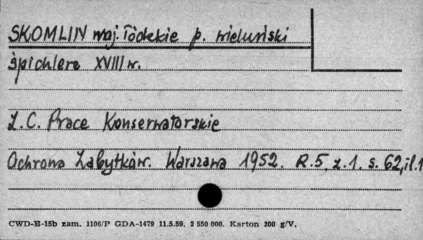 SKOMLIN woj. łódzkie p. wieluński
Śpichlerz XVIII w.
Z.C. Prace Konserwatorskie
Ochrona Zabytków. Warszawa 1952. R.5, z.1. s. 62, il.1
CWD-B-15b zam. 1106/P GDA-1479 11.5.59. 2 550 000. Karton 200 g/V.